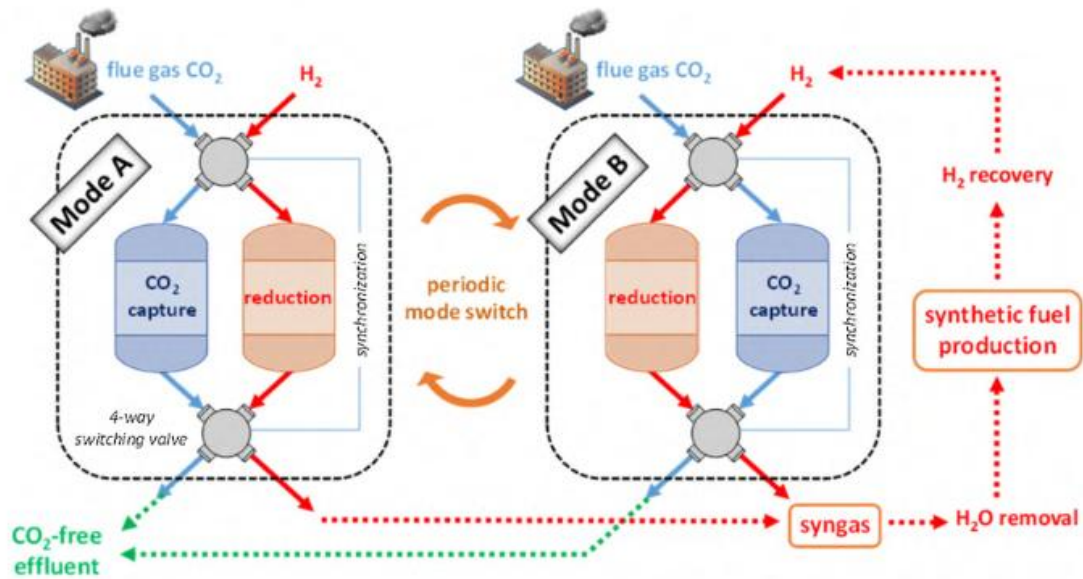 flue gas CO₂
H₂
Mode A
CO₂
capture
reduction
synchronization
4-way
switching valve
periodic
mode switch
flue gas CO₂
H₂
Mode B
reduction
CO₂
capture
synchronization
H₂ recovery
synthetic fuel
production
H₂O removal
syngas
CO₂-free
effluent